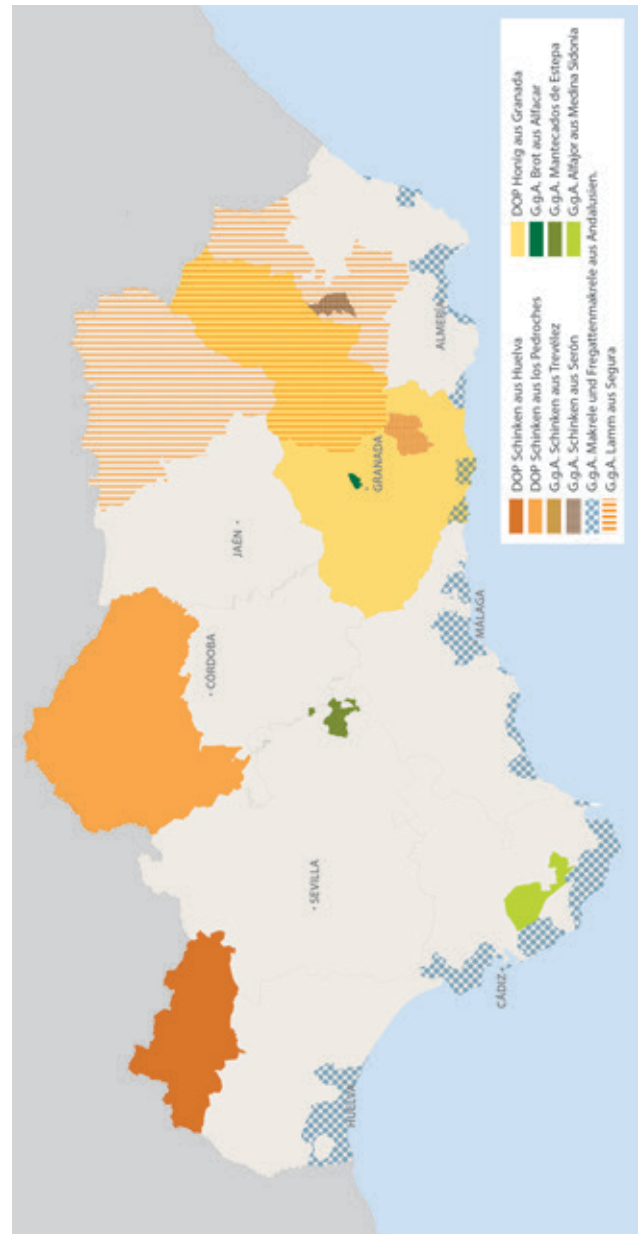 JAÉN
CÓRDOBA
SEVILLA
HUELVA
CÁDIZ
MÁLAGA
GRANADA
ALMERÍA
DOP Schinken aus Huelva
DOP Schinken aus los Pedroches
G.g.A. Schinken aus Trevélez
G.g.A. Schinken aus Serón
G.g.A. Makrele und Fregattenmakrele aus Andalusien.
G.g.A. Lamm aus Segura
DOP Honig aus Granada
G.g.A. Brot aus Alfacar
G.g.A. Mantecados de Estepa
G.g.A. Alfajor aus Medina Sidonia